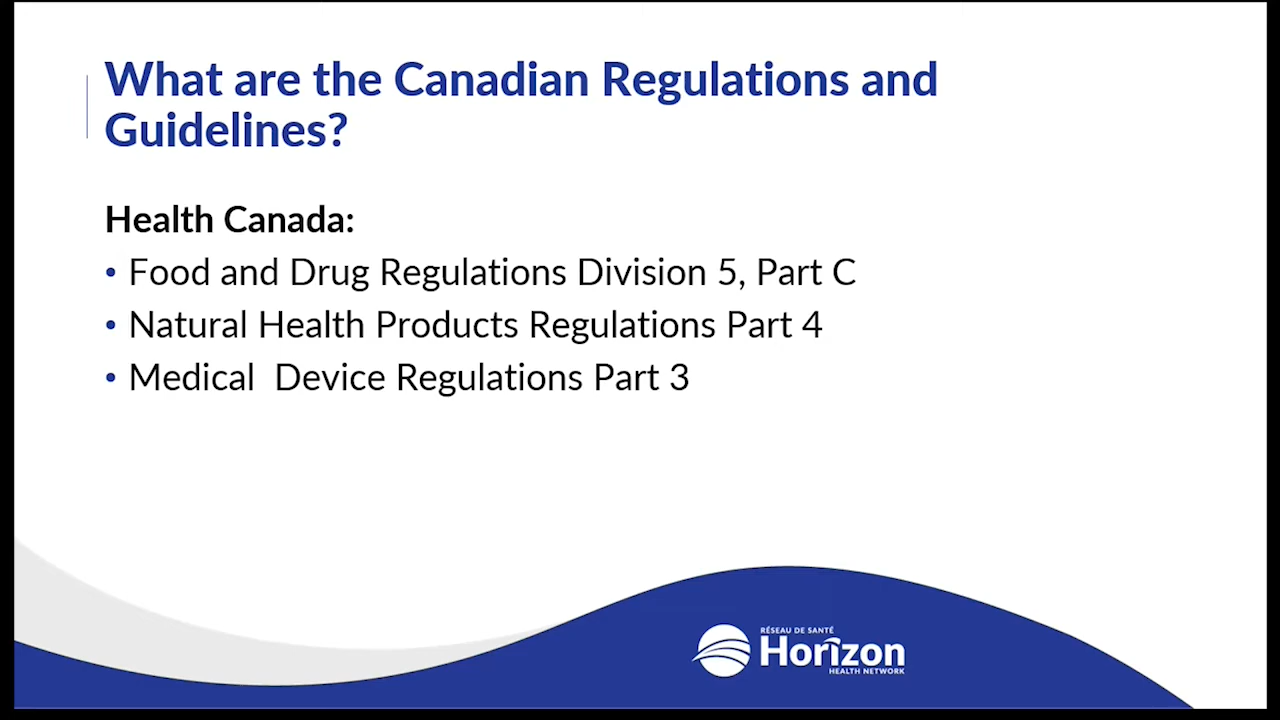 What are the Canadian Regulations and
Guidelines?
Health Canada:
• Food and Drug Regulations Division 5, Part C
• Natural Health Products Regulations Part 4
• Medical  Device Regulations Part 3
RÉSEAU DE SANTÉ
Horizon
HEALTH NETWORK